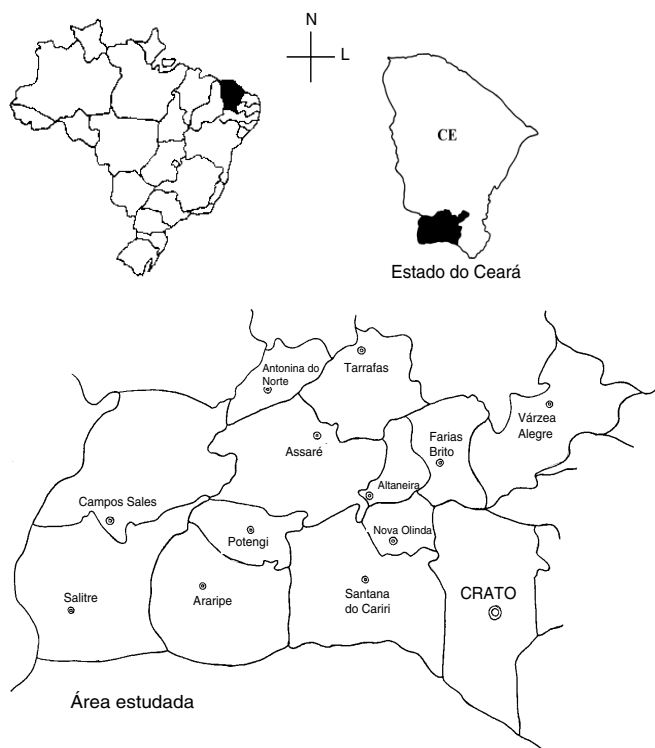 N
L
CE
Estado do Ceará
Antonina do
Norte
Tarrafas
Várzea
Alegre
Assaré
Farias
Brito
Altaneira
Campos Sales
Potengi
Nova Olinda
Salitre
Araripe
Santana
do Cariri
CRATO
Área estudada